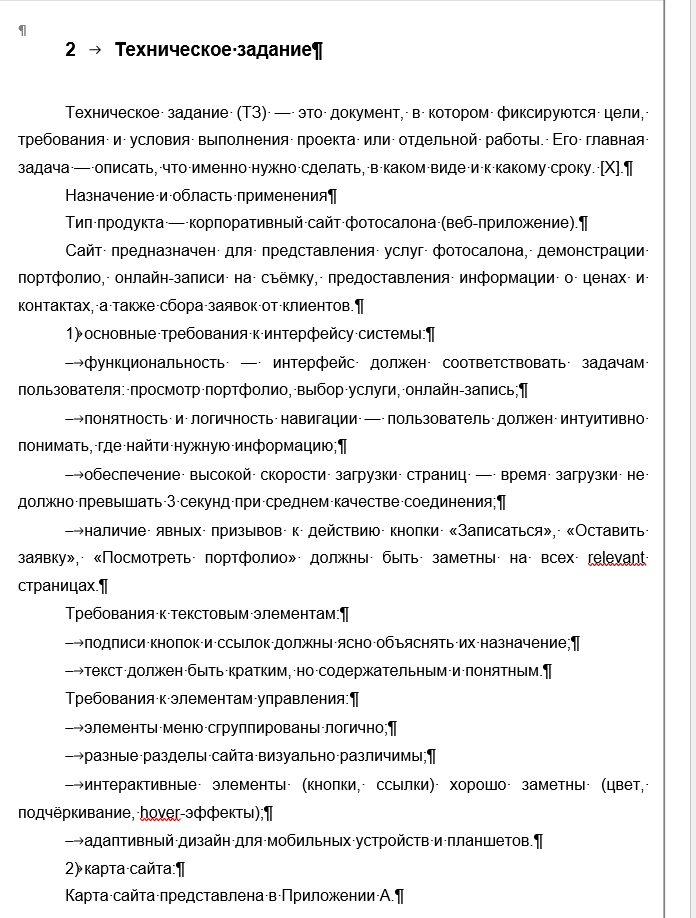 2 Техническое задание
Техническое задание (ТЗ) — это документ, в котором фиксируются цели,
требования и условия выполнения проекта или отдельной работы. Его главная
задача — описать, что именно нужно сделать, в каком виде и к какому сроку. [X].
Назначение и область применения
Тип продукта — корпоративный сайт фотосалона (веб-приложение).
Сайт предназначен для представления услуг фотосалона, демонстрации
портфолио, онлайн-записи на съёмку, предоставления информации о ценах и
контактах, а также сбора заявок от клиентов.
1) основные требования к интерфейсу системы:
– функциональность — интерфейс должен соответствовать задачам
пользователя: просмотр портфолио, выбор услуги, онлайн-запись;
– понятность и логичность навигации — пользователь должен интуитивно
понимать, где найти нужную информацию;
– обеспечение высокой скорости загрузки страниц — время загрузки не
должно превышать 3 секунд при среднем качестве соединения;
– наличие явных призывов к действию кнопки «Записаться», «Оставить
заявку», «Посмотреть портфолио» должны быть заметны на всех relevant
страницах.
Требования к текстовым элементам:
– подписи кнопок и ссылок должны ясно объяснять их назначение;
– текст должен быть кратким, но содержательным и понятным.
Требования к элементам управления:
– элементы меню сгруппированы логично;
– разные разделы сайта визуально различимы;
– интерактивные элементы (кнопки, ссылки) хорошо заметны (цвет,
подчёркивание, hover-эффекты);
– адаптивный дизайн для мобильных устройств и планшетов.
2) карта сайта:
Карта сайта представлена в Приложении А.